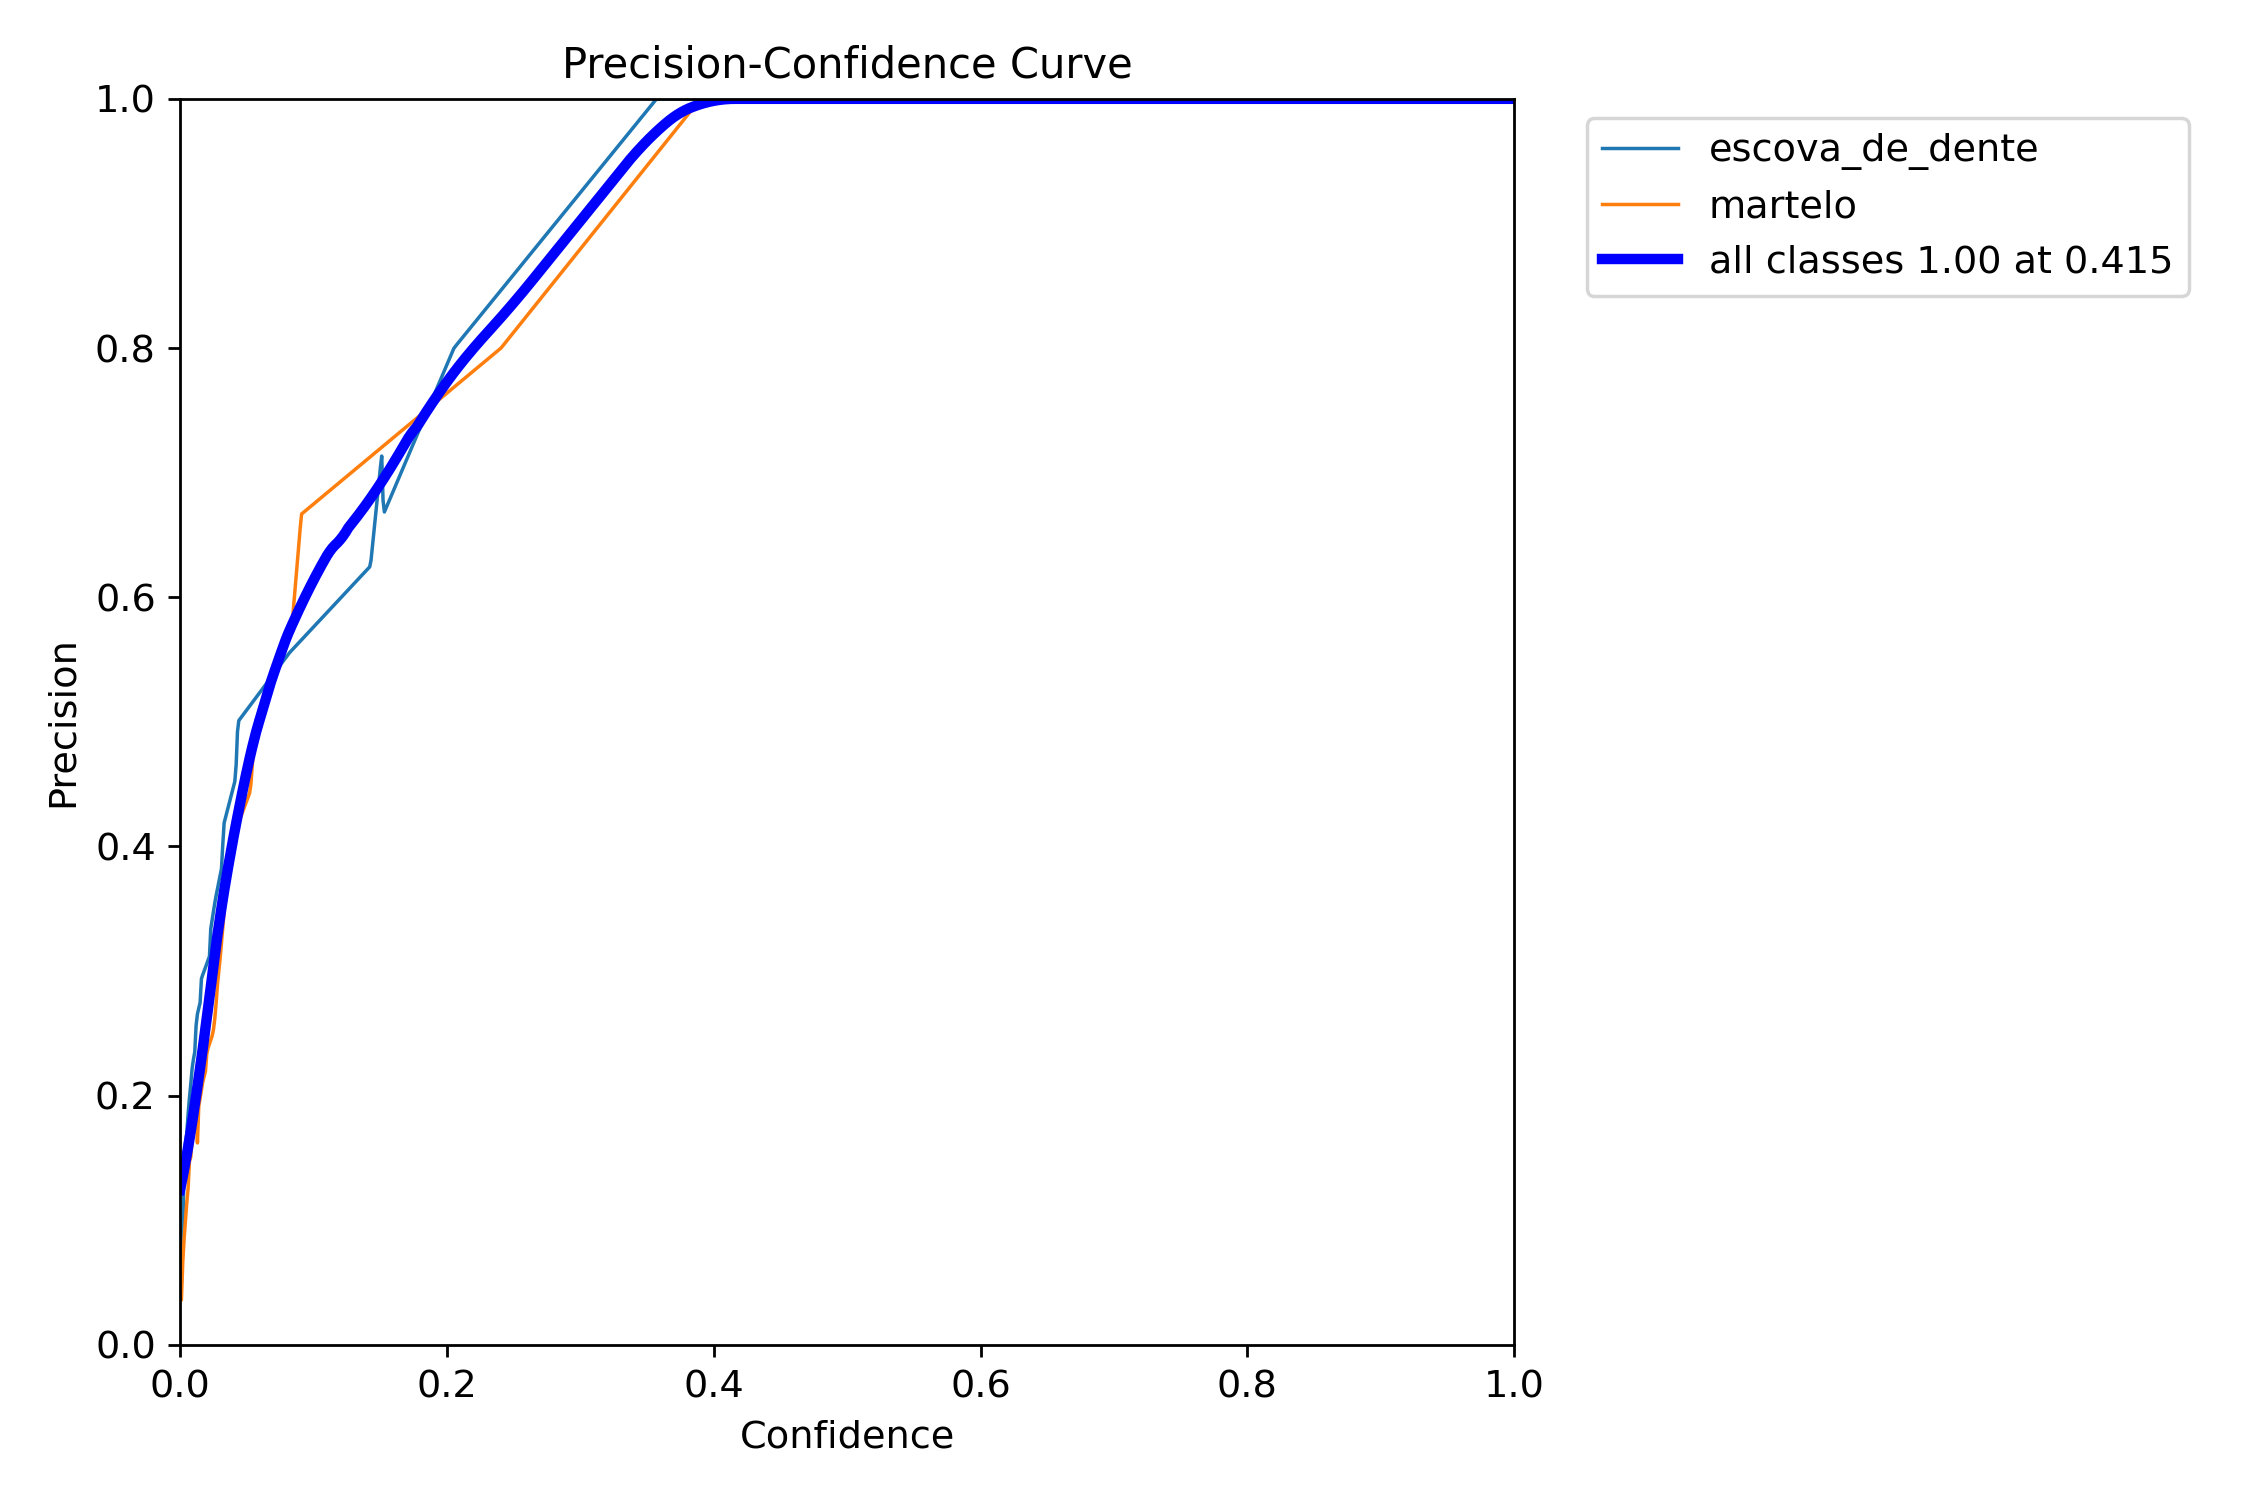 Precision-Confidence Curve
1.0
0.8
0.6
0.4
0.2
0.0
Precision
0.0 0.2 0.4 0.6 0.8 1.0
Confidence
escova_de_dente
martelo
all classes 1.00 at 0.415